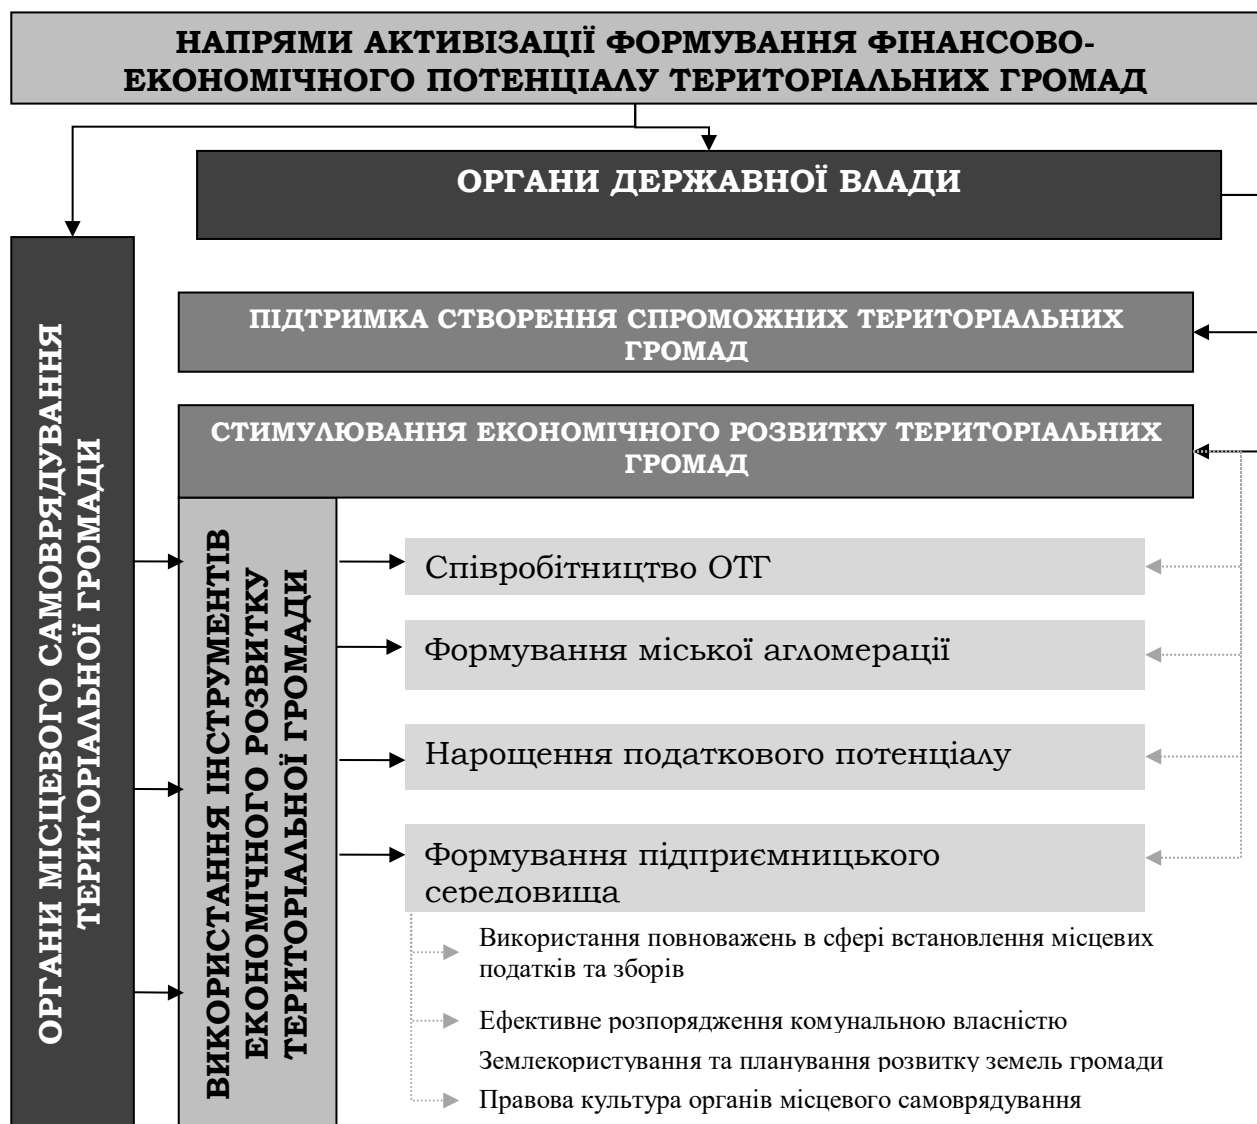 НАПРЯМИ АКТИВІЗАЦІЇ ФОРМУВАННЯ ФІНАНСОВО-
ЕКОНОМІЧНОГО ПОТЕНЦІАЛУ ТЕРИТОРІАЛЬНИХ ГРОМАД
ОРГАНИ ДЕРЖАВНОЇ ВЛАДИ
ОРГАНИ МІСЦЕВОГО САМОВРЯДУВАННЯ
ТЕРИТОРІАЛЬНОЇ ГРОМАДИ
ПІДТРИМКА СТВОРЕННЯ СПРОМОЖНИХ ТЕРИТОРІАЛЬНИХ
ГРОМАД
СТИМУЛЮВАННЯ ЕКОНОМІЧНОГО РОЗВИТКУ ТЕРИТОРІАЛЬНИХ
ГРОМАД
ВИКОРИСТАННЯ ІНСТРУМЕНТІВ
ЕКОНОМІЧНОГО РОЗВИТКУ
ТЕРИТОРІАЛЬНОЇ ГРОМАДИ
Співробітництво ОТГ
Формування міської агломерації
Нарощення податкового потенціалу
Формування підприємницького
середовища
Використання повноважень в сфері встановлення місцевих
податків та зборів
Ефективне розпорядження комунальною власністю
Землекористування та планування розвитку земель громади
Правова культура органів місцевого самоврядування